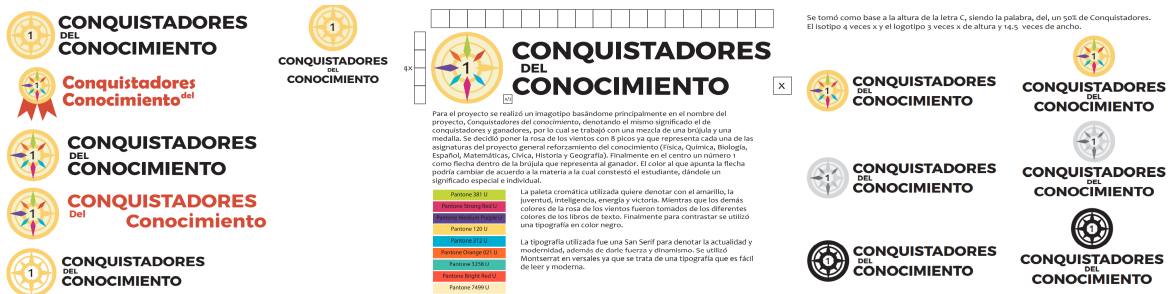 1
CONQUISTADORES
DEL
CONOCIMIENTO
1
Conquistadores
Conocimiento del
1
CONQUISTADORES
DEL
CONOCIMIENTO
1
CONQUISTADORES
Del Conocimiento
1
CONQUISTADORES
DEL
CONOCIMIENTO
1
CONQUISTADORES
DEL
CONOCIMIENTO
4x
1
CONQUISTADORES
DEL
CONOCIMIENTO
x/2
X
Para el proyecto se realizó un imagotipo basándome principalmente en el nombre del
proyecto, Conquistadores del conocimiento, denotando el mismo significado el de
conquistadores y ganadores, por lo cual se trabajó con una mezcla de una brújula y una
medalla. Se decidió poner la rosa de los vientos con 8 picos ya que representa cada una de las
asignaturas del proyecto general reforzamiento del conocimiento (Física, Química, Biología,
Español, Matemáticas, Cívica, Historia y Geografía). Finalmente en el centro un número 1
como flecha dentro de la brújula que representa al ganador. El color al que apunta la flecha
podría cambiar de acuerdo a la materia a la cual contestó el estudiante, dándole un
significado especial e individual.
Pantone 381 U
Pantone Strong Red U
Pantone Medium Purple U
Pantone 120 U
Pantone 312 U
Pantone Orange 021 U
Pantone 3258 U
Pantone Bright Red U
Pantone 7499 U
La paleta cromática utilizada quiere denotar con el amarillo, la
juventud, inteligencia, energía y victoria. Mientras que los demás
colores de la rosa de los vientos fueron tomados de los diferentes
colores de los libros de texto. Finalmente para contrastar se utilizó
una tipografía en color negro.
La tipografía utilizada fue una San Serif para denotar la actualidad y
modernidad, además de darle fuerza y dinamismo. Se utilizó
Montserrat en versales ya que se trata de una tipografía que es fácil
de leer y moderna.
Se tomó como base a la altura de la letra C, siendo la palabra, del, un 50% de Conquistadores.
El isotipo 4 veces x y el logotipo 3 veces x de altura y 14.5 veces de ancho.
1
CONQUISTADORES
DEL
CONOCIMIENTO
1
CONQUISTADORES
DEL
CONOCIMIENTO
1
CONQUISTADORES
DEL
CONOCIMIENTO
1
CONQUISTADORES
DEL
CONOCIMIENTO
1
CONQUISTADORES
DEL
CONOCIMIENTO
1
CONQUISTADORES
DEL
CONOCIMIENTO